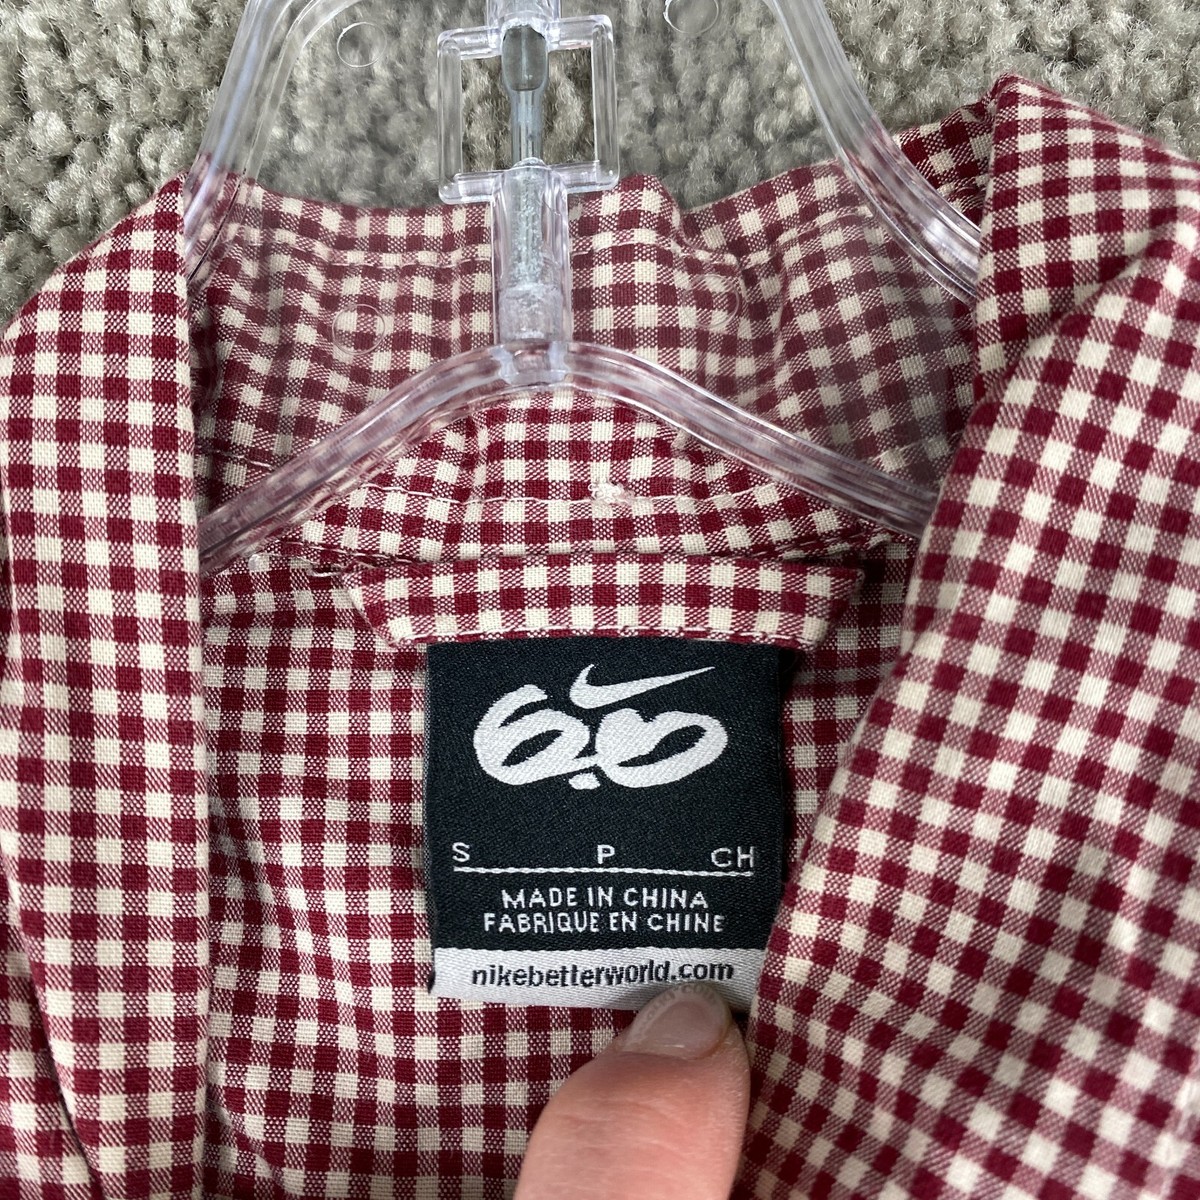 6.0
S P CH
MADE IN CHINA
FABRIQUE EN CHINE
nikebetterworld.com